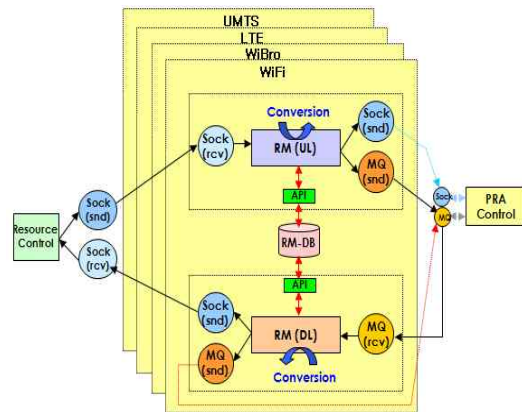 UMTS
LTE
WiBro
WiFi
Conversion
Sock
(rcv)
RM (UL)
Sock
(snd)
MQ
(snd)
API
RM-DB
API
Sock
(snd)
Resource
Control
Sock
(rcv)
Sock
MQ
PRA
Control
Sock
(snd)
MQ
(snd)
RM (DL)
MQ
(rcv)
Conversion